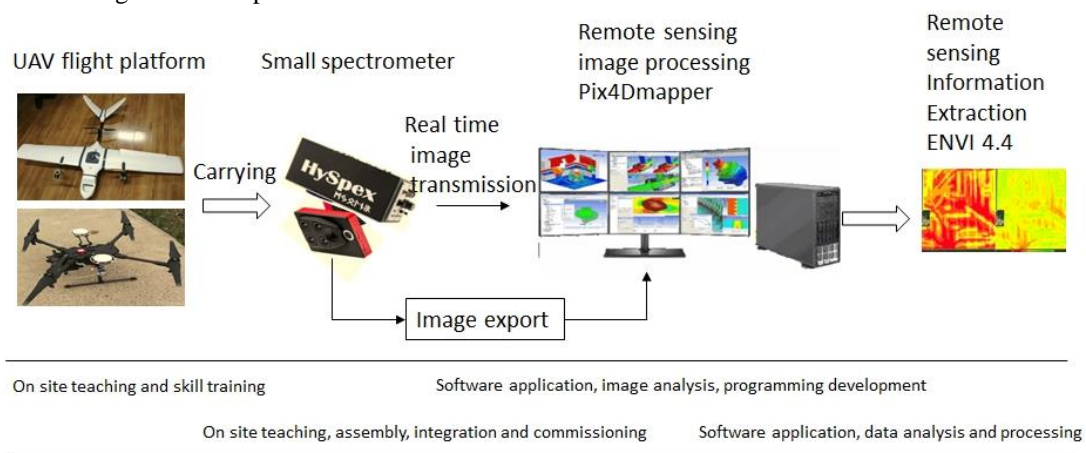 UAV flight platform
Small spectrometer
Remote sensing
image processing
Pix4Dmapper
Remote
sensing
Information
Extraction
ENVI 4.4
Carrying
HySpex
Real time
image
transmission
Image export
On site teaching and skill training
Software application, image analysis, programming development
On site teaching, assembly, integration and commissioning
Software application, data analysis and processing